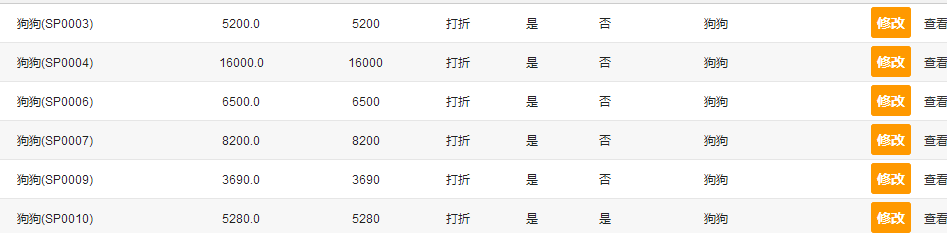 狗狗(SP0003) 5200.0 5200 打折 是 否 狗狗 修改 查看
狗狗(SP0004) 16000.0 16000 打折 是 否 狗狗 修改 查看
狗狗(SP0006) 6500.0 6500 打折 是 否 狗狗 修改 查看
狗狗(SP0007) 8200.0 8200 打折 是 否 狗狗 修改 查看
狗狗(SP0009) 3690.0 3690 打折 是 否 狗狗 修改 查看
狗狗(SP0010) 5280.0 5280 打折 是 是 狗狗 修改 查看